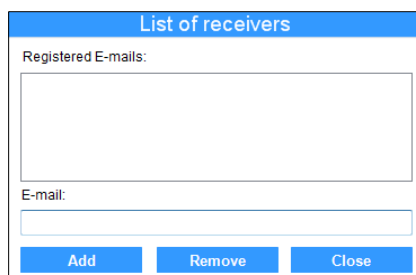 List of receivers
Registered E-mails:
E-mail:
Add Remove Close